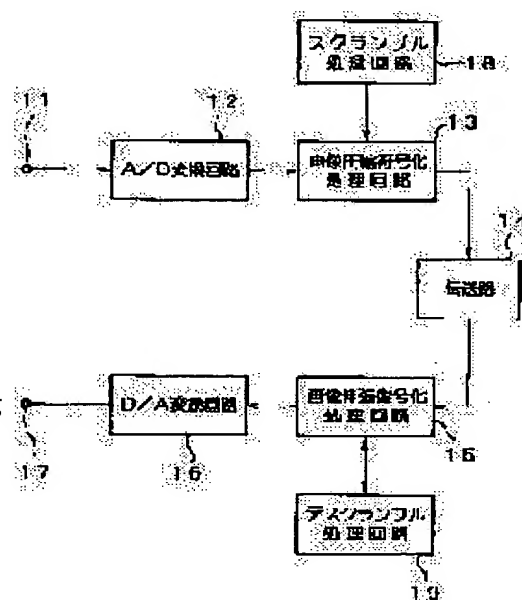 スクランブル
処理回路
18
11
12
13
A/D変換回路
画像圧縮符号化
処理回路
伝送路
D/A変換回路
画像伸張復号化
処理回路
15
17
16
デスクランブル
処理回路
19